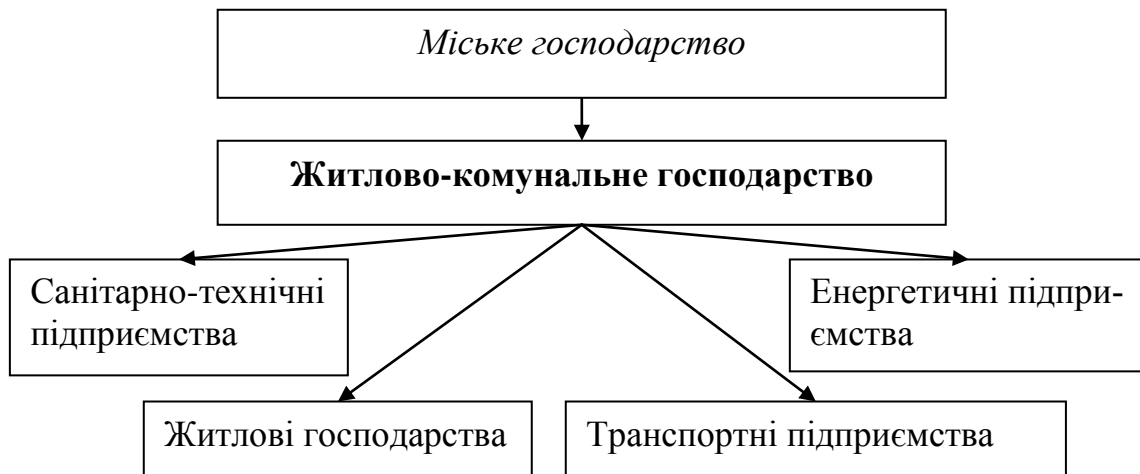 Міське господарство
Житлово-комунальне господарство
Санітарно-технічні
підприємства
Енергетичні підпри-
ємства
Житлові господарства
Транспортні підприємства